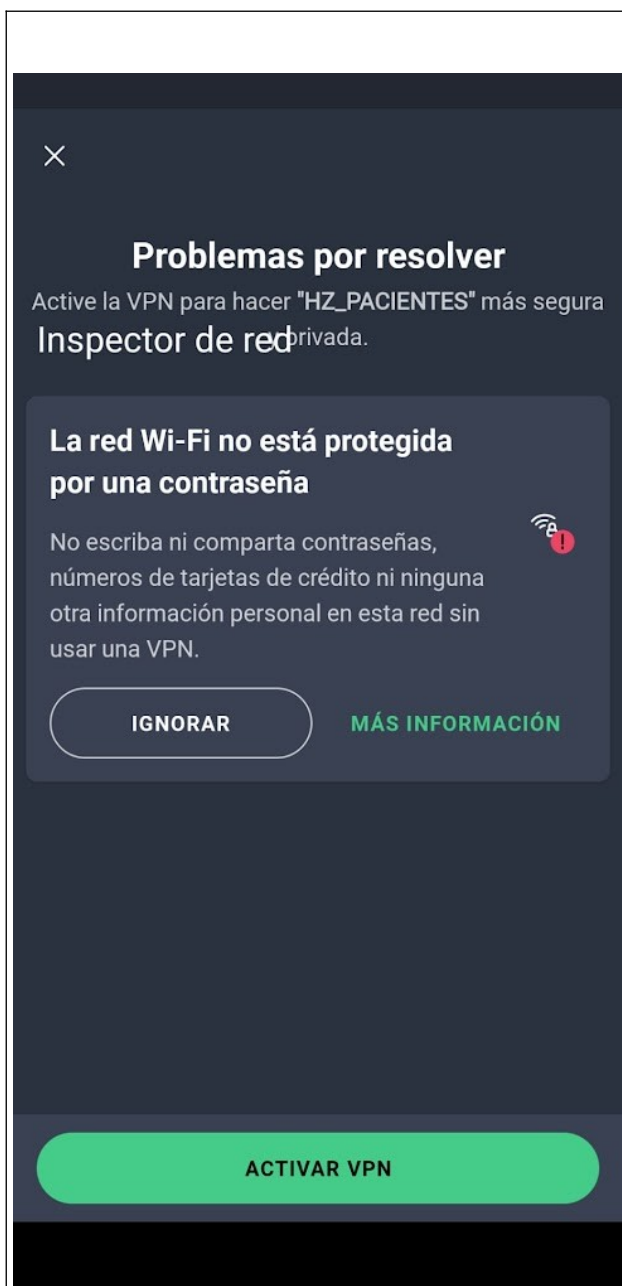 Problemas por resolver
Active la VPN para hacer "HZ_PACIENTES" más segura
y privada.
Inspector de red
La red Wi-Fi no está protegida
por una contraseña
No escriba ni comparta contraseñas,
números de tarjetas de crédito ni ninguna
otra información personal en esta red sin
usar una VPN.
IGNORAR
MÁS INFORMACIÓN
ACTIVAR VPN